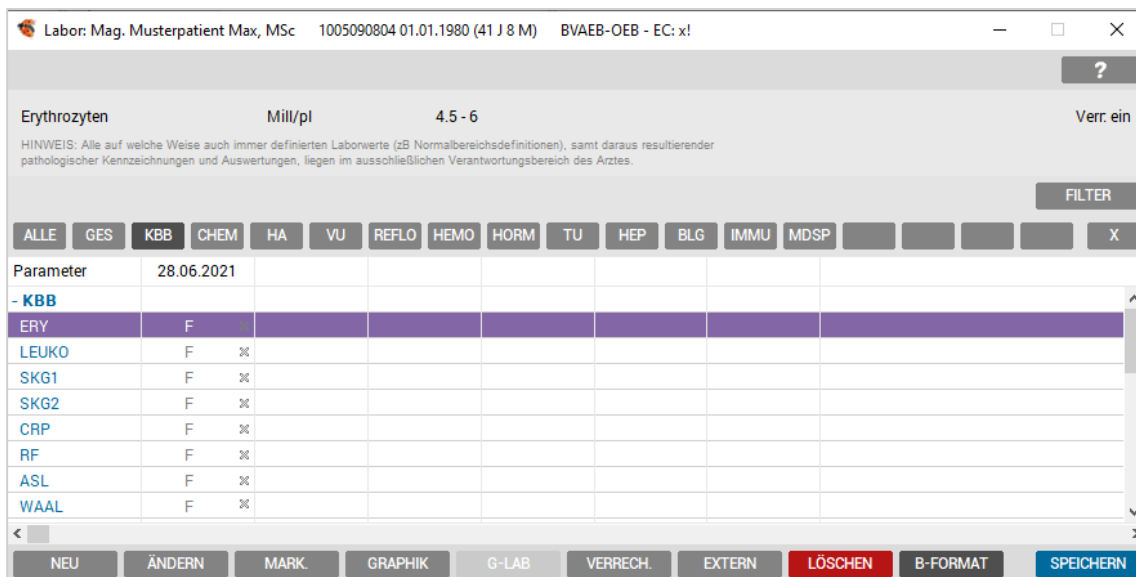 Labor: Mag. Musterpatient Max, MSc 1005090804 01.01.1980 (41 J 8 M) BVAEB-OEB - EC: x!
?
Erythrozyten Mill/pl 4.5 - 6 Verr: ein
HINWEIS: Alle auf welche Weise auch immer definierten Laborwerte (zB Normalbereichsdefinitionen), samt daraus resultierender
pathologischer Kennzeichnungen und Auswertungen, liegen im ausschließlichen Verantwortungsbereich des Arztes.
FILTER
ALLE GES KBB CHEM HA VU REFLO HEMO HORM TU HEP BLG IMMU MDSP X
Parameter 28.06.2021
- KBB
ERY F
LEUKO F
SKG1 F
SKG2 F
CRP F
RF F
ASL F
WAAL F
NEU ÄNDERN MARK. GRAPHIK G-LAB VERRECH. EXTERN LÖSCHEN B-FORMAT SPEICHERN